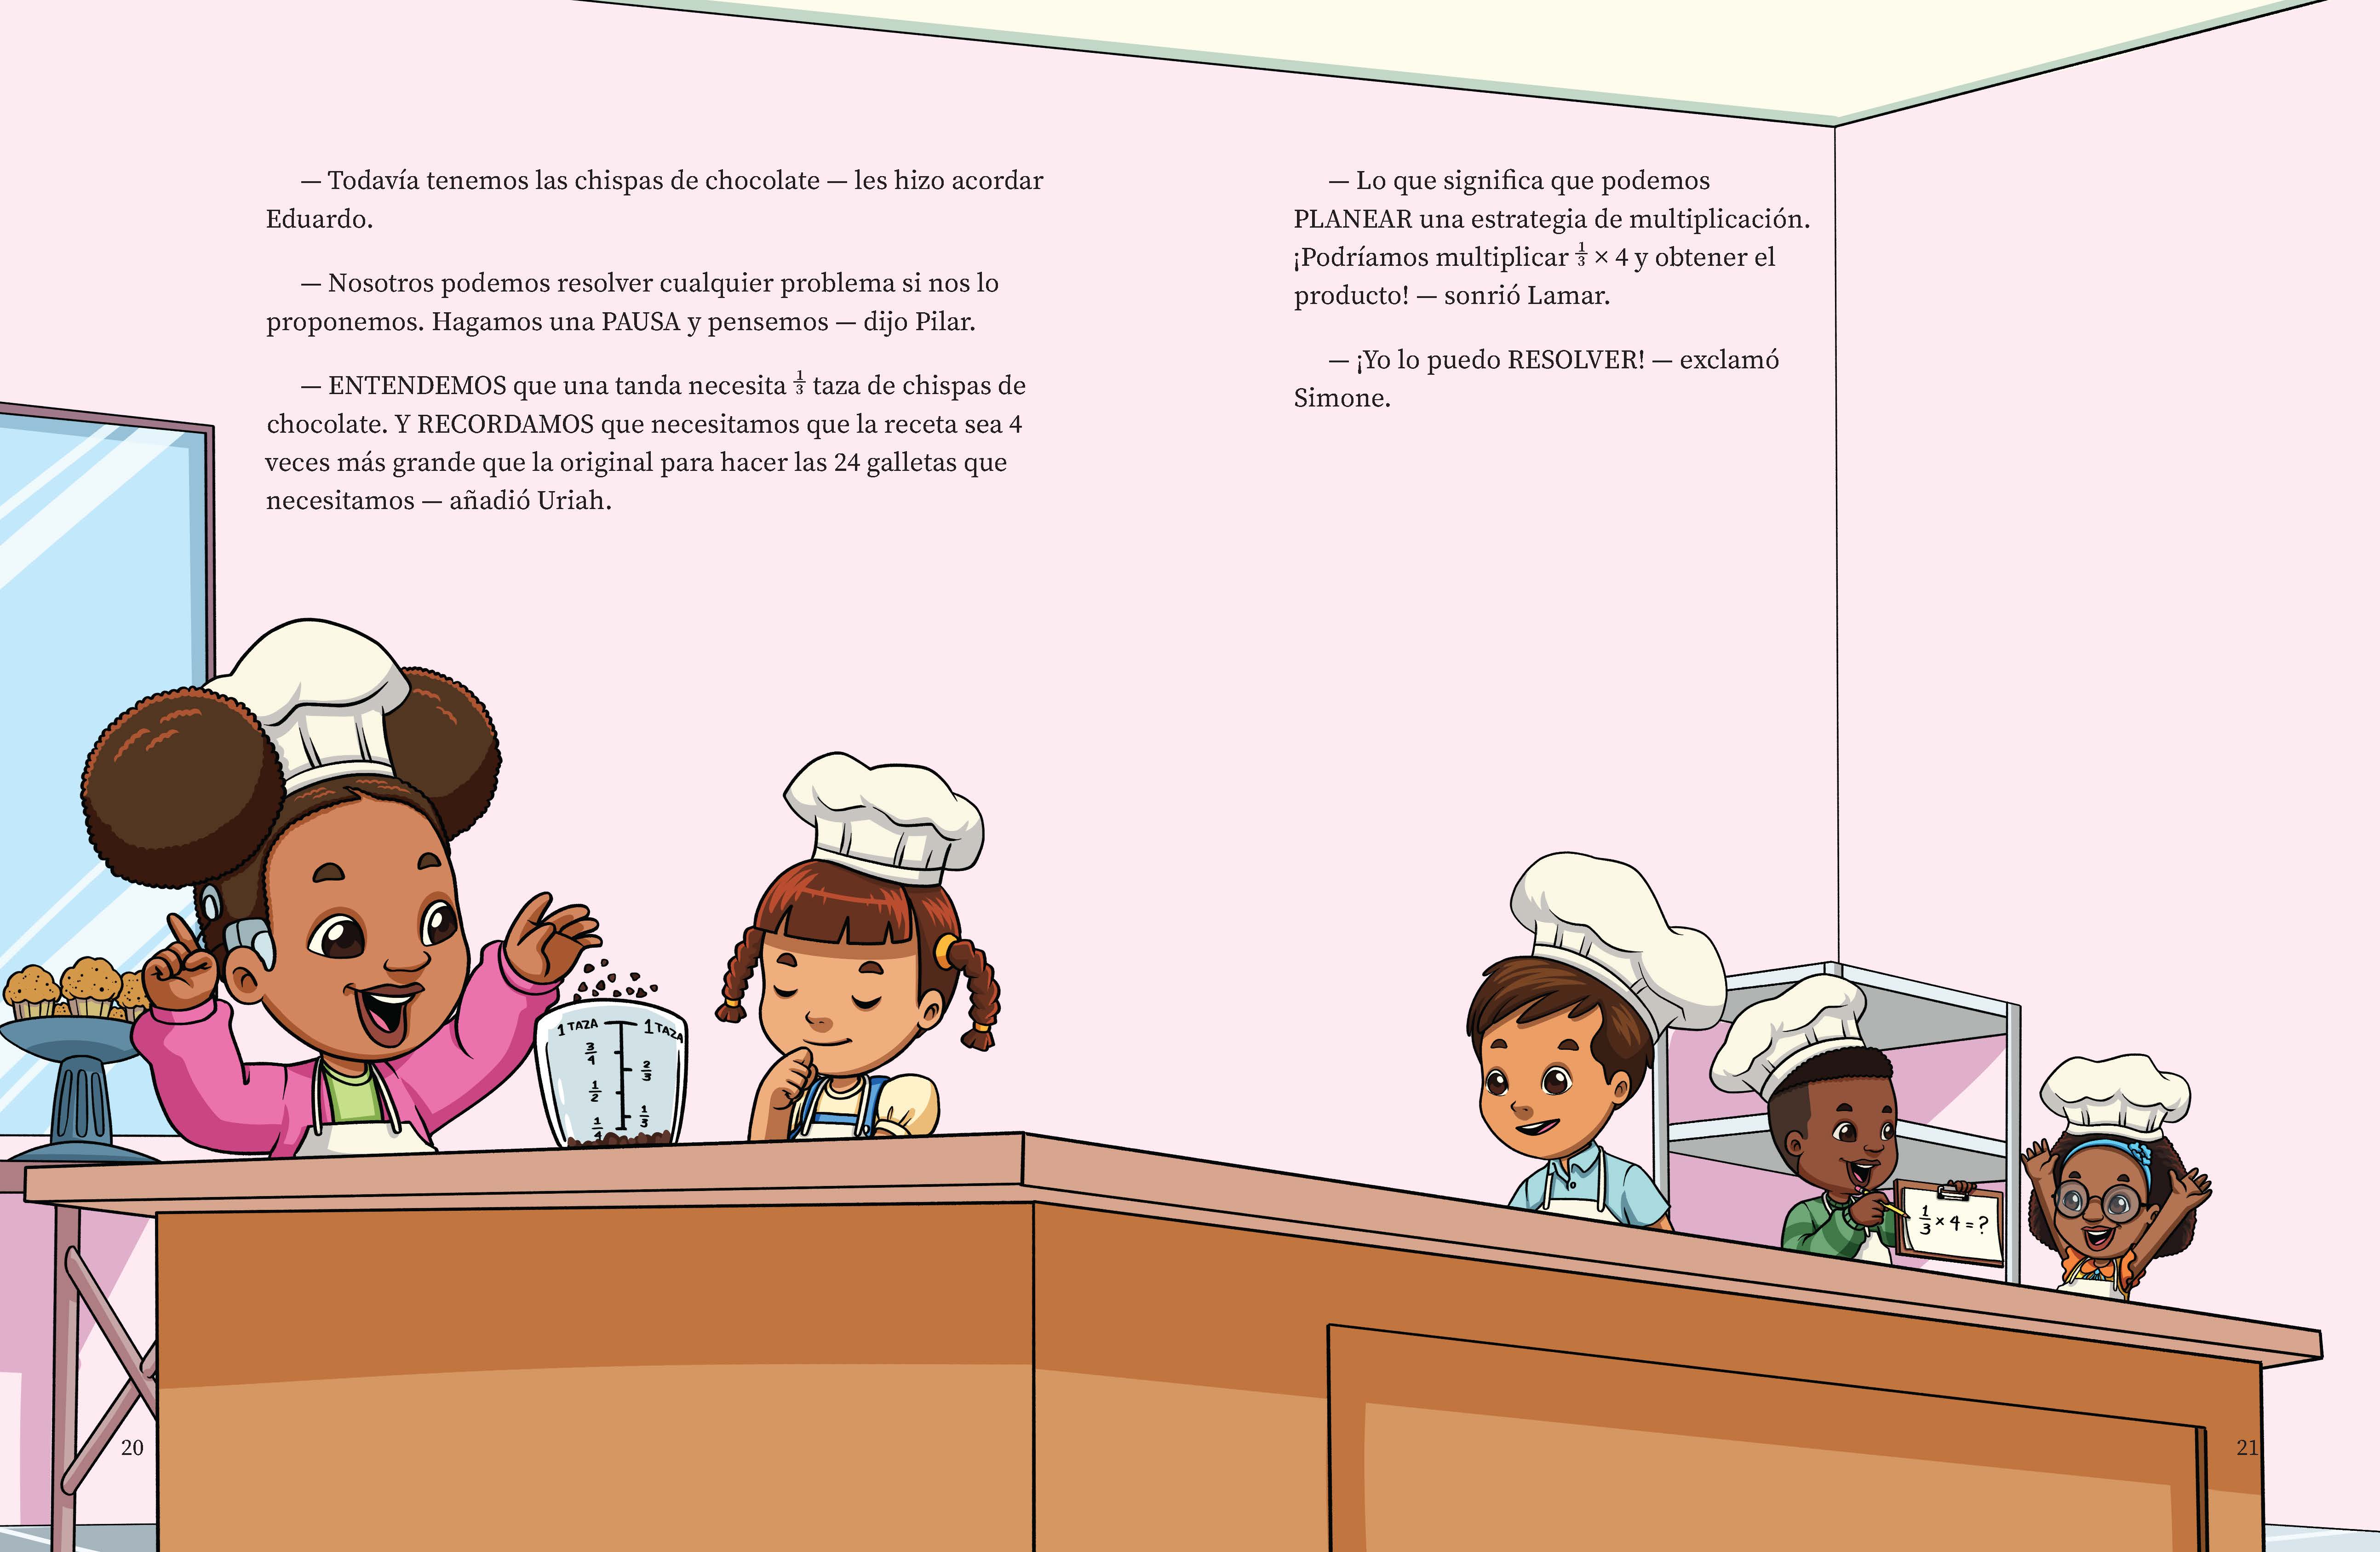 — Todavía tenemos las chispas de chocolate — les hizo acordar
Eduardo.
— Nosotros podemos resolver cualquier problema si nos lo
proponemos. Hagamos una PAUSA y pensemos — dijo Pilar.
— ENTENDEMOS que una tanda necesita 1/3 taza de chispas de
chocolate. Y RECORDAMOS que necesitamos que la receta sea 4
veces más grande que la original para hacer las 24 galletas que
necesitamos — añadió Uriah.
— Lo que significa que podemos
PLANEAR una estrategia de multiplicación.
¡Podríamos multiplicar 1/3 × 4 y obtener el
producto! — sonrió Lamar.
— ¡Yo lo puedo RESOLVER! — exclamó
Simone.
1 TAZA 1 TAZA
3/4
2/3
1/2
1/3
1/4
1/3 × 4 = ?
20
21